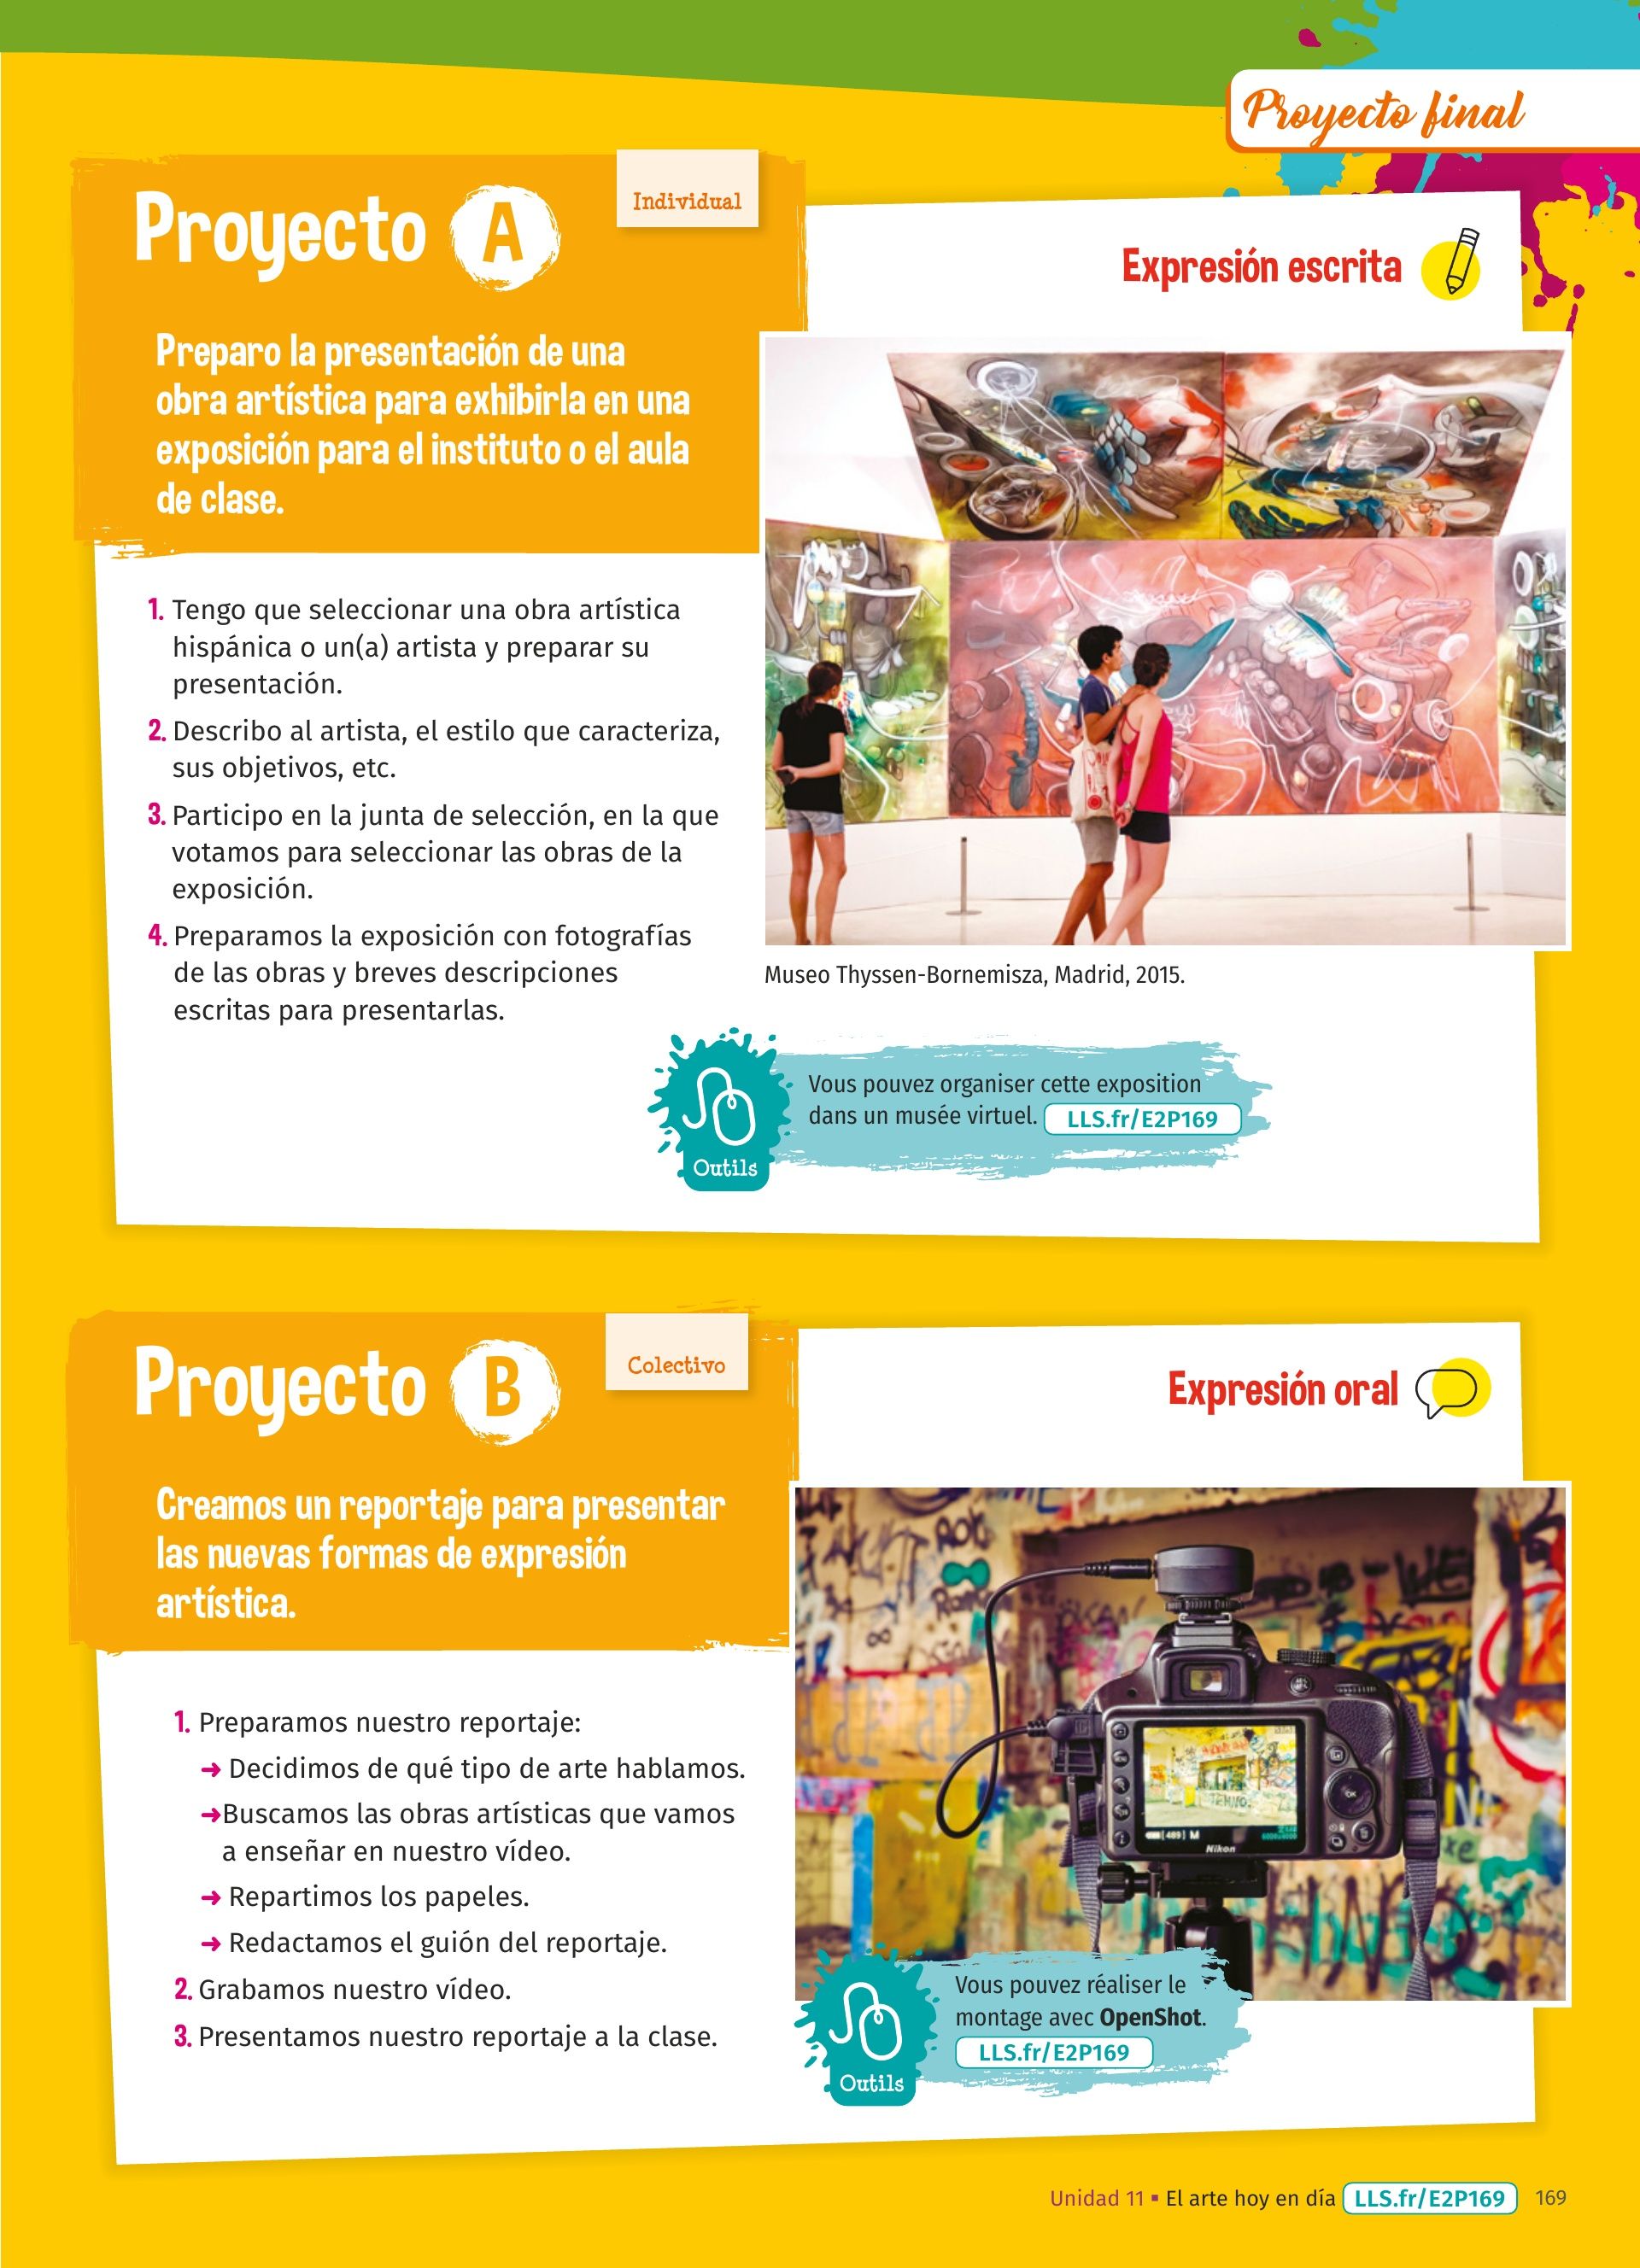 Proyecto final
Proyecto A
Individual
Expresión escrita
Preparo la presentación de una
obra artística para exhibirla en una
exposición para el instituto o el aula
de clase.
1. Tengo que seleccionar una obra artística
hispánica o un(a) artista y preparar su
presentación.
2. Describo al artista, el estilo que caracteriza,
sus objetivos, etc.
3. Participo en la junta de selección, en la que
votamos para seleccionar las obras de la
exposición.
4. Preparamos la exposición con fotografías
de las obras y breves descripciones
escritas para presentarlas.
Museo Thyssen-Bornemisza, Madrid, 2015.
Vous pouvez organiser cette exposition
dans un musée virtuel. LLS.fr/E2P169
Outils
Proyecto B
Colectivo
Expresión oral
Creamos un reportaje para presentar
las nuevas formas de expresión
artística.
1. Preparamos nuestro reportaje:
➜ Decidimos de qué tipo de arte hablamos.
➜Buscamos las obras artísticas que vamos
a enseñar en nuestro vídeo.
➜ Repartimos los papeles.
➜ Redactamos el guión del reportaje.
2. Grabamos nuestro vídeo.
3. Presentamos nuestro reportaje a la clase.
Nikon
Vous pouvez réaliser le
montage avec OpenShot.
LLS.fr/E2P169
Outils
Unidad 11 ▪ El arte hoy en día LLS.fr/E2P169 169